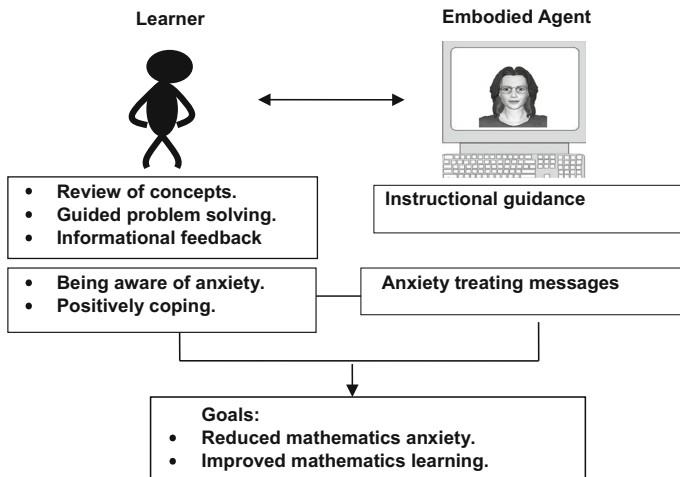 Learner
Embodied Agent
• Review of concepts.
• Guided problem solving.
• Informational feedback
Instructional guidance
• Being aware of anxiety.
• Positively coping.
Anxiety treating messages
Goals:
• Reduced mathematics anxiety.
• Improved mathematics learning.